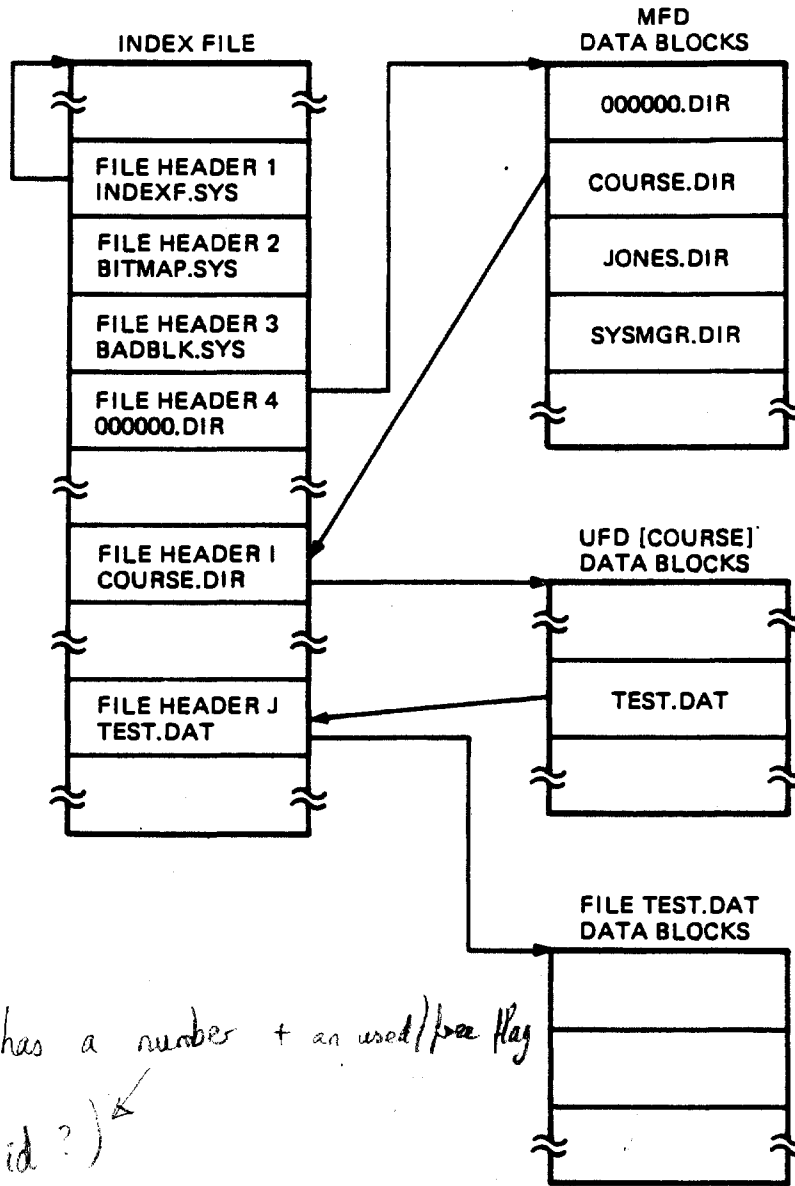 INDEX FILE
FILE HEADER 1
INDEXF.SYS
FILE HEADER 2
BITMAP.SYS
FILE HEADER 3
BADBLK.SYS
FILE HEADER 4
000000.DIR
FILE HEADER I
COURSE.DIR
FILE HEADER J
TEST.DAT
MFD
DATA BLOCKS
000000.DIR
COURSE.DIR
JONES.DIR
SYSMGR.DIR
UFD [COURSE]
DATA BLOCKS
TEST.DAT
FILE TEST.DAT
DATA BLOCKS
has a number + an used/free flag
id ?)